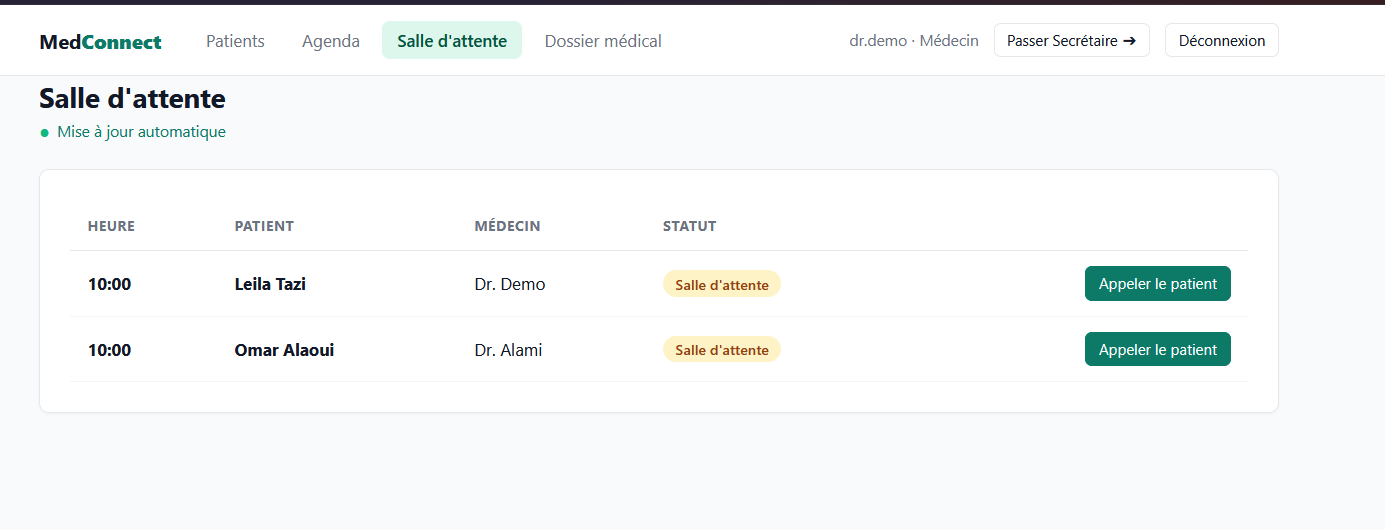 MedConnect Patients Agenda Salle d'attente Dossier médical dr.demo · Médecin Passer Secrétaire ➔ Déconnexion
Salle d'attente
● Mise à jour automatique
HEURE PATIENT MÉDECIN STATUT
10:00 Leila Tazi Dr. Demo Salle d'attente Appeler le patient
10:00 Omar Alaoui Dr. Alami Salle d'attente Appeler le patient